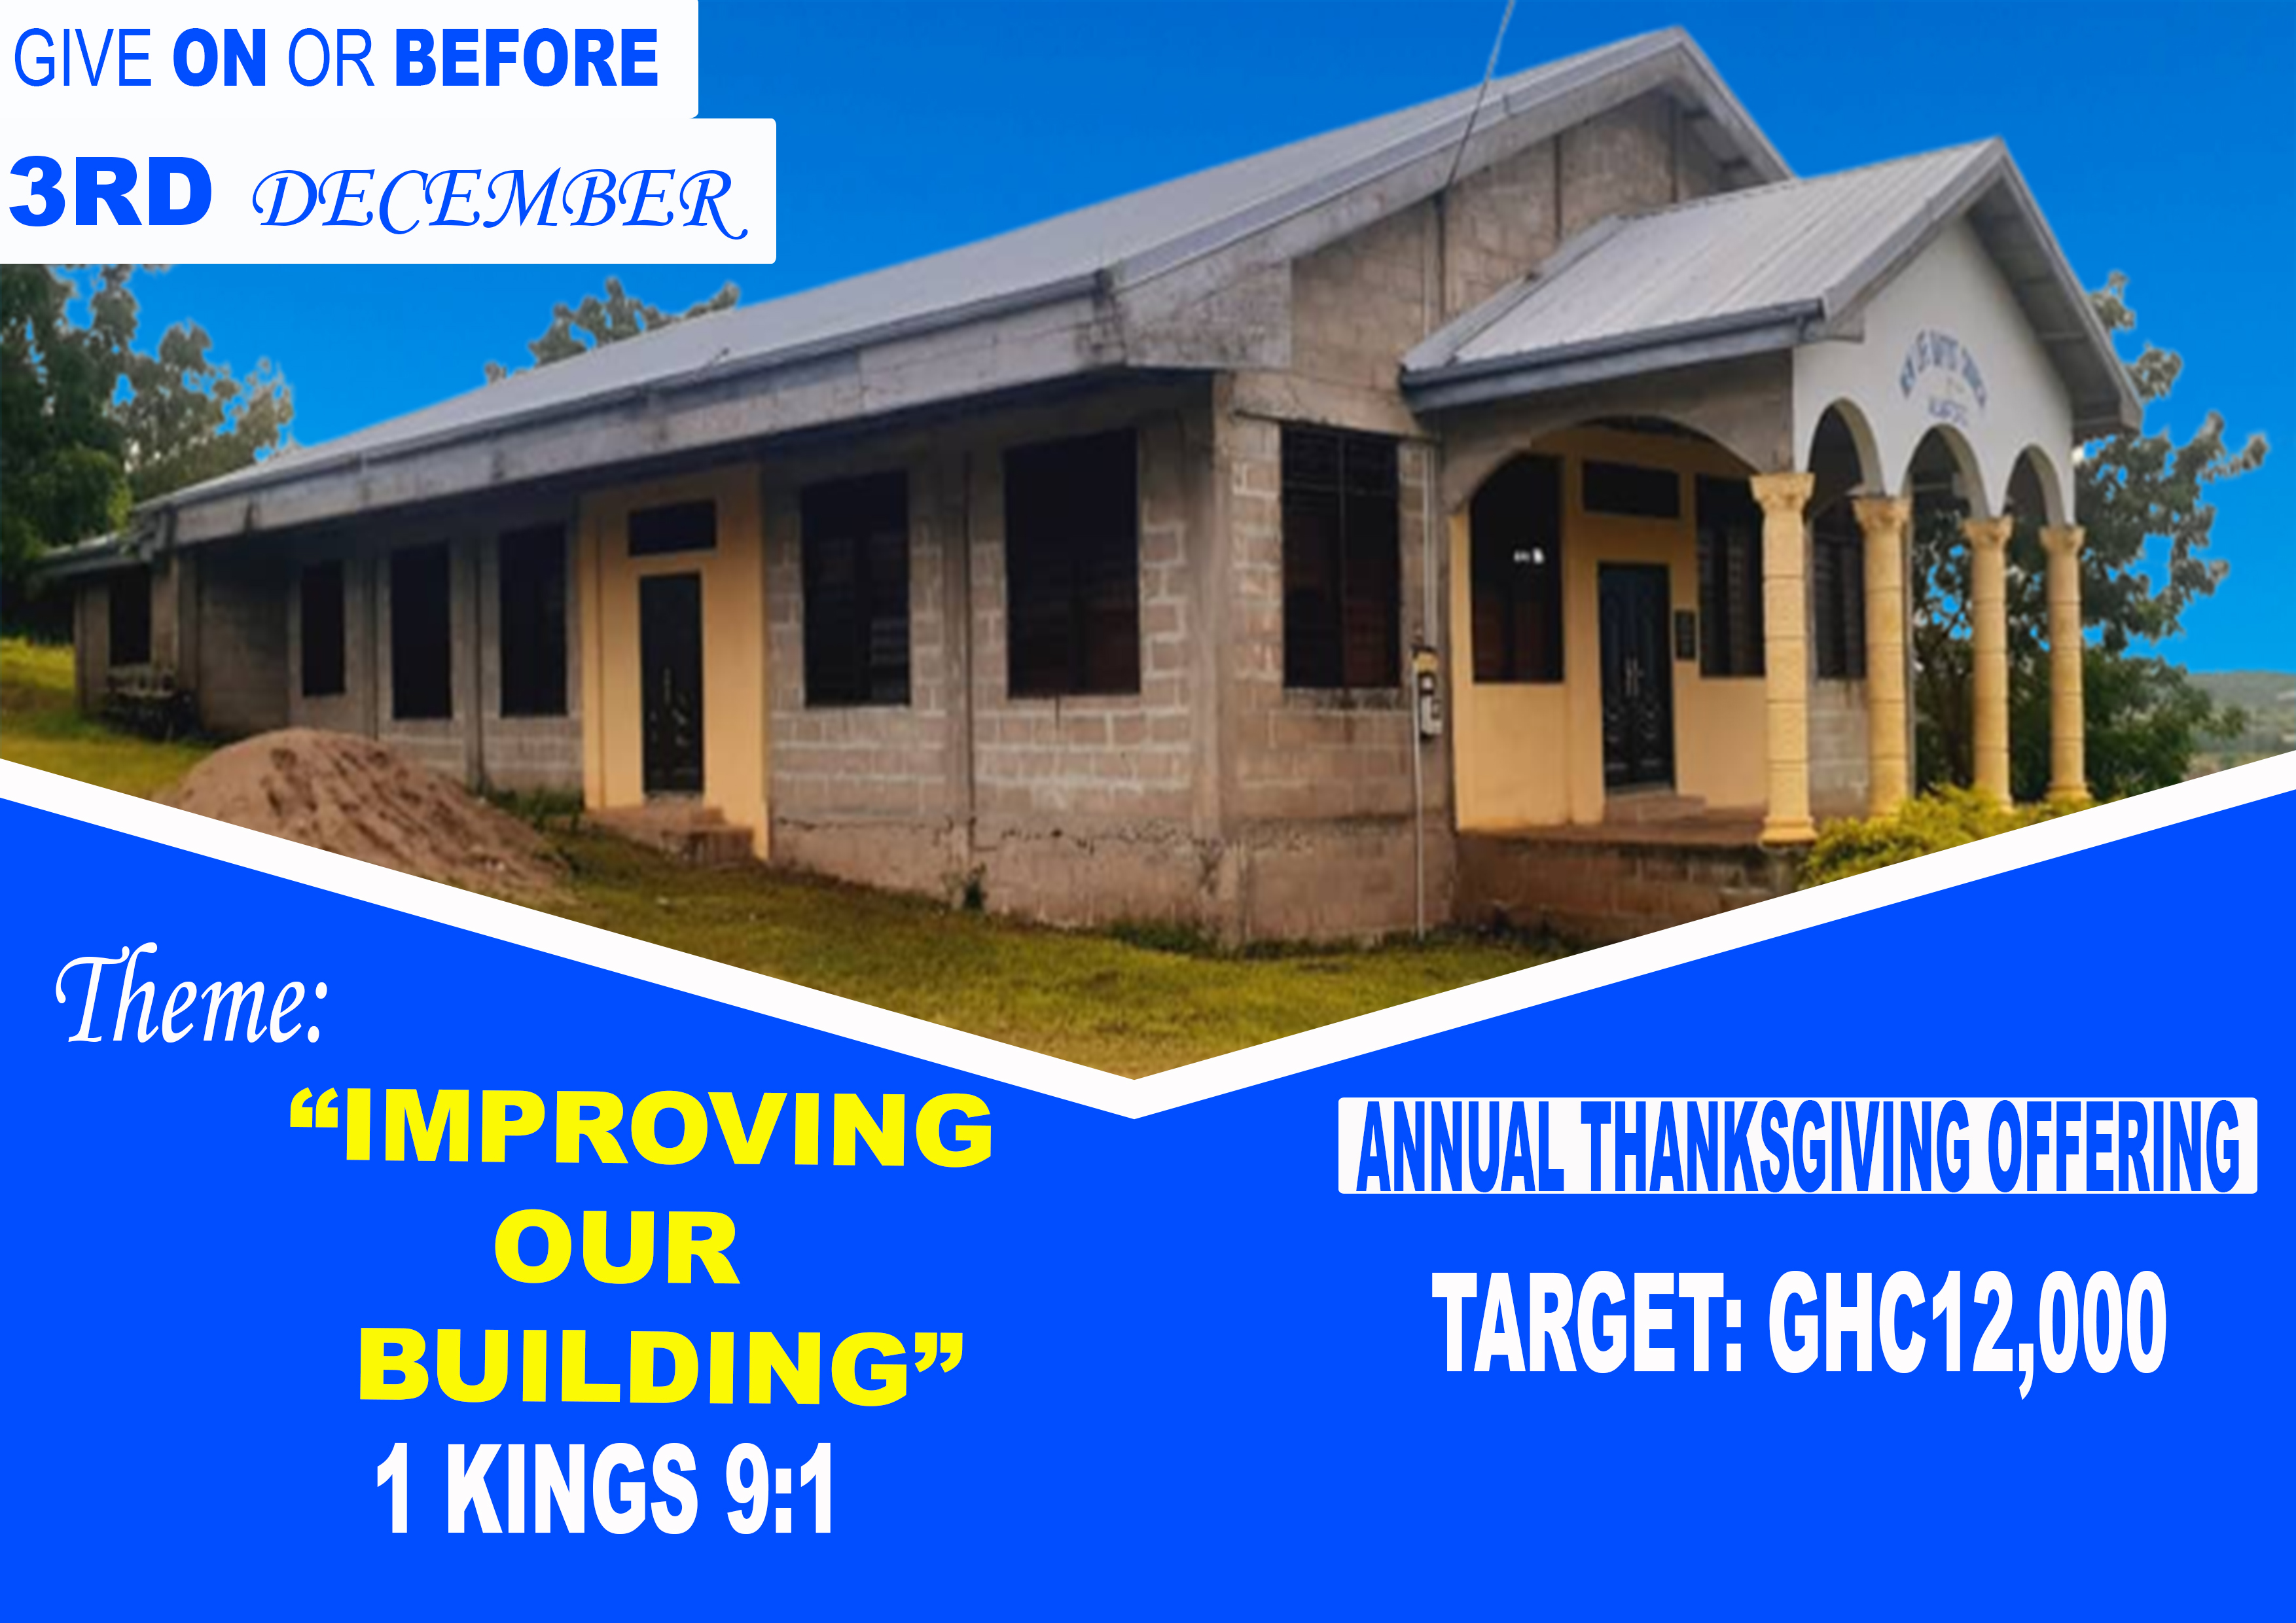 GIVE ON OR BEFORE
3RD DECEMBER
Theme:
“IMPROVING
OUR
BUILDING”
1 KINGS 9:1
ANNUAL THANKSGIVING OFFERING
TARGET: GHC12,000